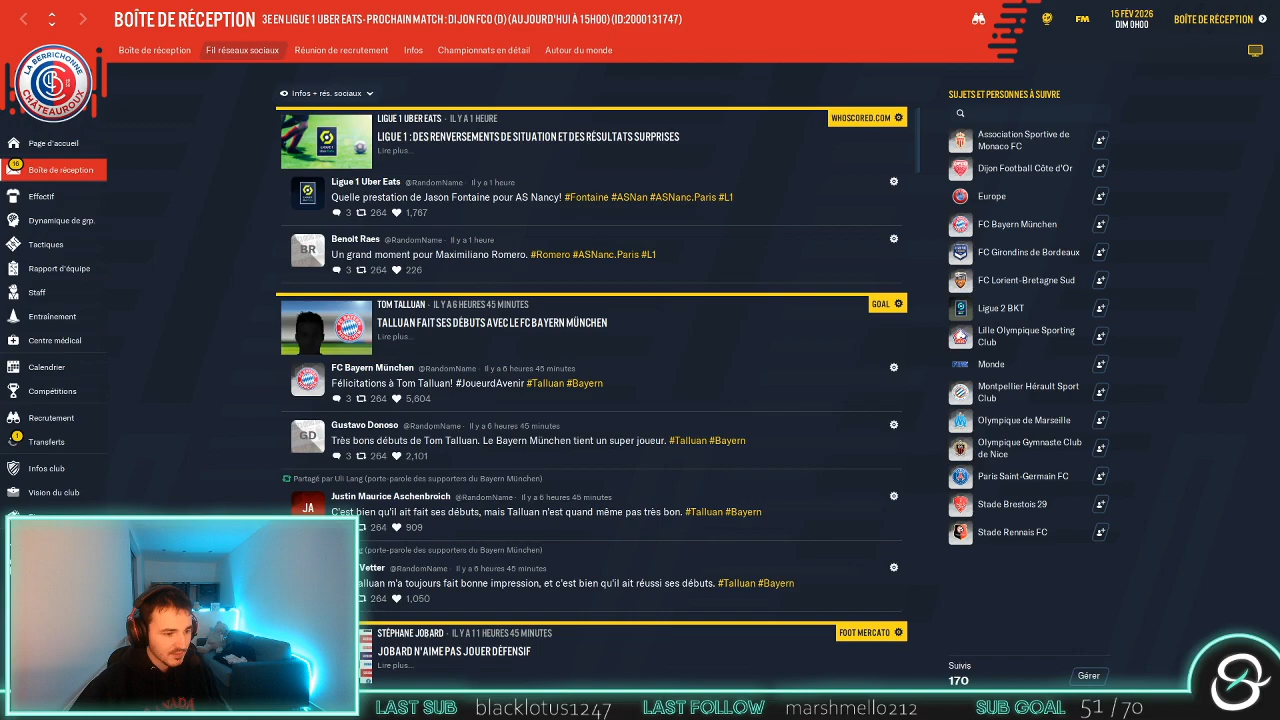 BOÎTE DE RÉCEPTION
3E EN LIGUE 1 UBER EATS - PROCHAIN MATCH : DIJON FCO (D) (AUJOURD'HUI À 15H00) (ID:2000131747)
FM
15 FÉV 2026
DIM 0H00
BOÎTE DE RÉCEPTION
Boîte de réception
Fil réseaux sociaux
Réunion de recrutement
Infos
Championnats en détail
Autour du monde
LA BERRICHONNE
CHÂTEAUROUX
Page d'accueil
16
Boîte de réception
Effectif
Dynamique de grp.
Tactiques
Rapport d'équipe
Staff
Entraînement
Centre médical
Calendrier
Compétitions
Recrutement
1
Transferts
Infos club
Vision du club
Infos + rés. sociaux
LIGUE 1 UBER EATS · IL Y A 1 HEURE
WHOSCORED.COM
LIGUE 1 : DES RENVERSEMENTS DE SITUATION ET DES RÉSULTATS SURPRISES
Lire plus...
Ligue 1 Uber Eats @RandomName · Il y a 1 heure
Quelle prestation de Jason Fontaine pour AS Nancy! #Fontaine #ASNan #ASNanc.Paris #L1
3 264 1,767
BR
Benoit Raes @RandomName · Il y a 1 heure
Un grand moment pour Maximiliano Romero. #Romero #ASNanc.Paris #L1
3 264 226
TOM TALLUAN · IL Y A 6 HEURES 45 MINUTES
GOAL
TALLUAN FAIT SES DÉBUTS AVEC LE FC BAYERN MÜNCHEN
Lire plus...
FC Bayern München @RandomName · Il y a 6 heures 45 minutes
Félicitations à Tom Talluan! #JoueurdAvenir #Talluan #Bayern
3 264 5,604
GD
Gustavo Donoso @RandomName · Il y a 6 heures 45 minutes
Très bons débuts de Tom Talluan. Le Bayern München tient un super joueur. #Talluan #Bayern
3 264 2,101
Partagé par Uli Lang (porte-parole des supporters du Bayern München)
JA
Justin Maurice Aschenbroich @RandomName · Il y a 6 heures 45 minutes
C'est bien qu'il ait fait ses débuts, mais Talluan n'est quand même pas très bon. #Talluan #Bayern
264 909
(porte-parole des supporters du Bayern München)
Vetter @RandomName · Il y a 6 heures 45 minutes
Talluan m'a toujours fait bonne impression, et c'est bien qu'il ait réussi ses débuts. #Talluan #Bayern
264 1,050
STÉPHANE JOBARD · IL Y A 11 HEURES 45 MINUTES
FOOT MERCATO
JOBARD N'AIME PAS JOUER DÉFENSIF
Lire plus...
SUJETS ET PERSONNES À SUIVRE
Association Sportive de
Monaco FC
Dijon Football Côte d'Or
Europe
FC Bayern München
FC Girondins de Bordeaux
FC Lorient-Bretagne Sud
Ligue 2 BKT
Lille Olympique Sporting
Club
Monde
Montpellier Hérault Sport
Club
Olympique de Marseille
Olympique Gymnaste Club
de Nice
Paris Saint-Germain FC
Stade Brestois 29
Stade Rennais FC
Suivis
170
Gérer
LAST SUB blacklotus1247 LAST FOLLOW marshmello212 SUB GOAL 51 / 70